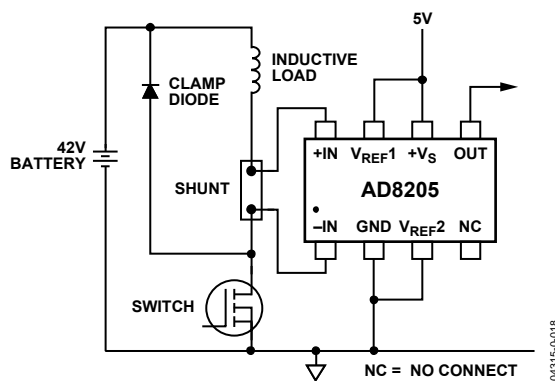 5V
INDUCTIVE
LOAD
CLAMP
DIODE
42V
BATTERY
SHUNT
+IN VREF1 +VS OUT
AD8205
–IN GND VREF2 NC
SWITCH
NC = NO CONNECT
04315-0-018